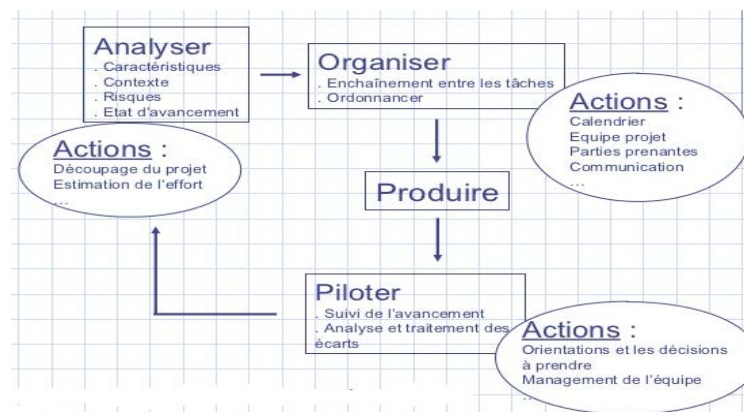 Analyser
. Caractéristiques
. Contexte
. Risques
. Etat d'avancement
Actions :
Découpage du projet
Estimation de l'effort
...
Organiser
. Enchaînement entre les tâches
. Ordonnancer
Actions :
Calendrier
Equipe projet
Parties prenantes
Communication
...
Produire
Piloter
. Suivi de l'avancement
. Analyse et traitement des
écarts
Actions :
Orientations et les décisions
à prendre
Management de l'équipe
...